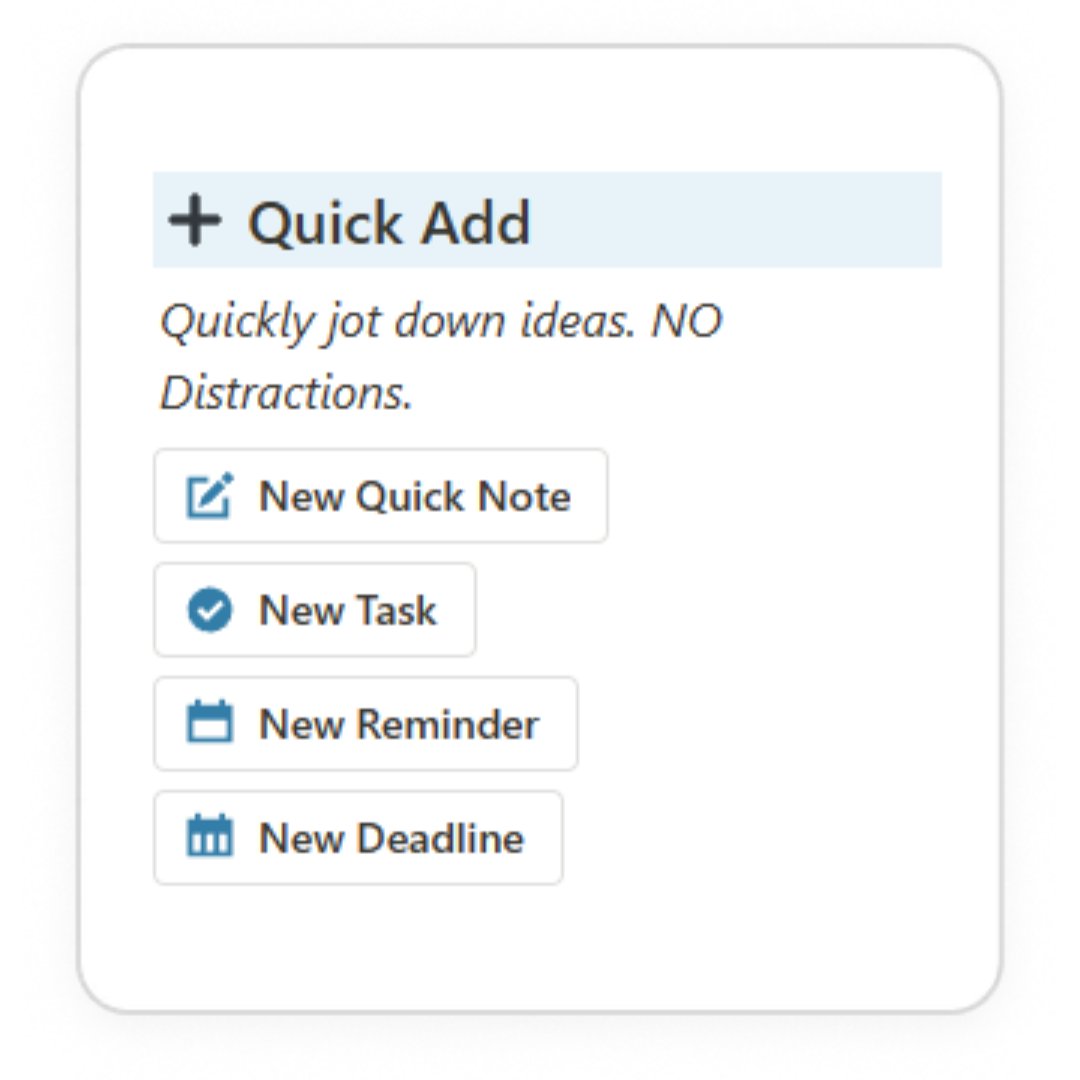 Quick Add
Quickly jot down ideas. NO
Distractions.
New Quick Note
New Task
New Reminder
New Deadline